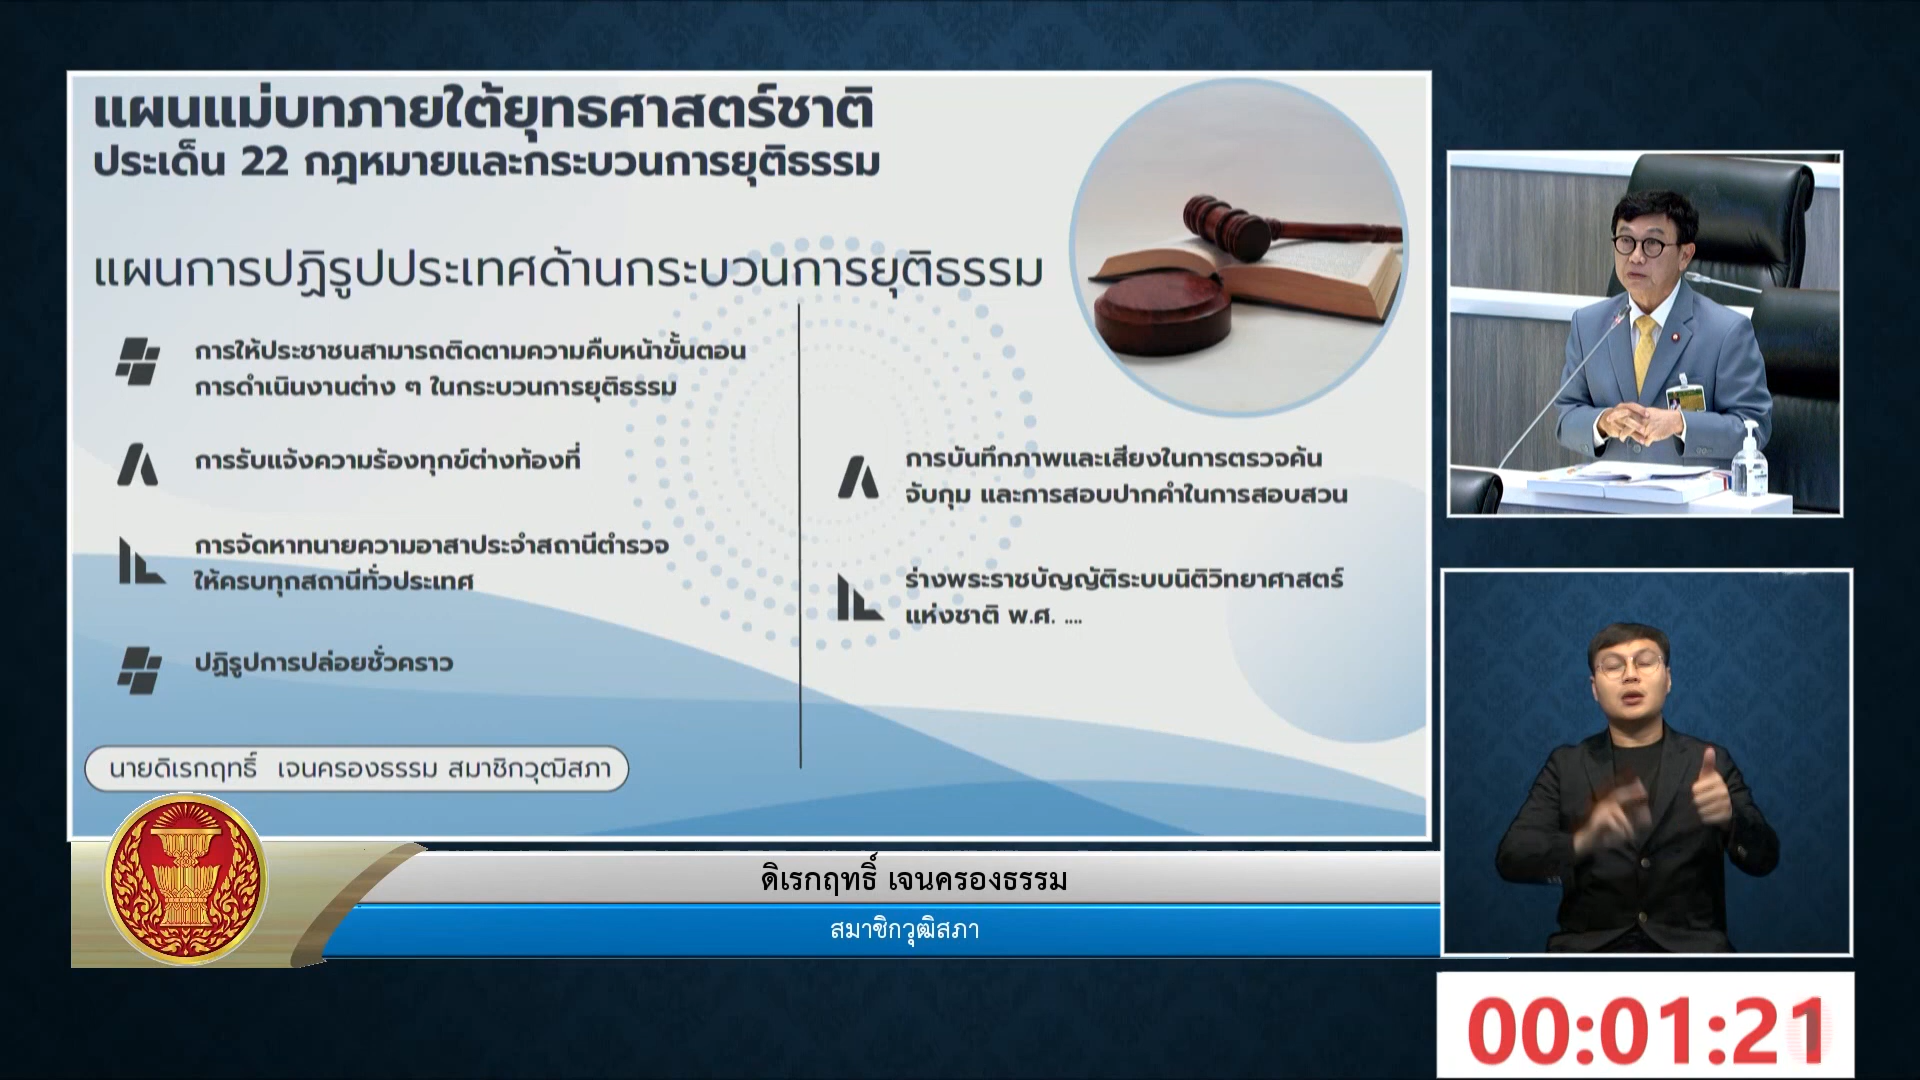 แผนแม่บทภายใต้ยุทธศาสตร์ชาติ
ประเด็น 22 กฎหมายและกระบวนการยุติธรรม
แผนการปฏิรูปประเทศด้านกระบวนการยุติธรรม
การให้ประชาชนสามารถติดตามความคืบหน้าขั้นตอน
การดำเนินงานต่าง ๆ ในกระบวนการยุติธรรม
การรับแจ้งความร้องทุกข์ต่างท้องที่
การจัดหาทนายความอาสาประจำสถานีตำรวจ
ให้ครบทุกสถานีทั่วประเทศ
ปฏิรูปการปล่อยชั่วคราว
การบันทึกภาพและเสียงในการตรวจค้น
จับกุม และการสอบปากคำในการสอบสวน
ร่างพระราชบัญญัติระบบนิติวิทยาศาสตร์
แห่งชาติ พ.ศ. ....
นายดิเรกฤทธิ์ เจนครองธรรม สมาชิกวุฒิสภา
ดิเรกฤทธิ์ เจนครองธรรม
สมาชิกวุฒิสภา
00:01:21